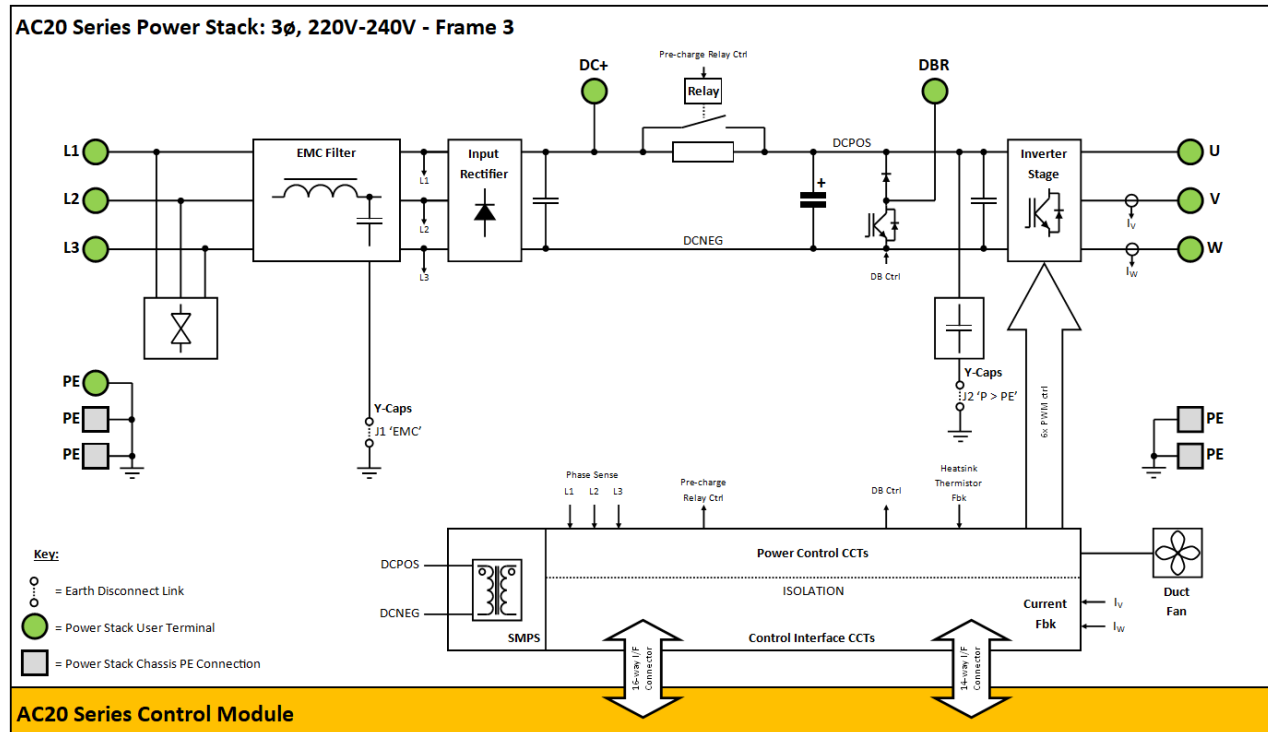 AC20 Series Power Stack: 3ø, 220V-240V - Frame 3
Pre-charge Relay Ctrl
DC+
DBR
Relay
L1
EMC Filter
L1
Input
Rectifier
DCPOS
Inverter
Stage
U
L2
L2
+
V
IV
L3
L3
DCNEG
DB Ctrl
W
IW
PE
PE
PE
Y-Caps
J1 'EMC'
Y-Caps
J2 'P > PE'
6x PWM ctrl
PE
PE
Phase Sense
L1 L2 L3
Pre-charge
Relay Ctrl
DB Ctrl
Heatsink
Thermistor
Fbk
Key:
= Earth Disconnect Link
= Power Stack User Terminal
= Power Stack Chassis PE Connection
DCPOS
DCNEG
SMPS
Power Control CCTs
ISOLATION
Control Interface CCTs
Current
Fbk
IV
IW
Duct
Fan
16-way I/F
Connector
14-way I/F
Connector
AC20 Series Control Module